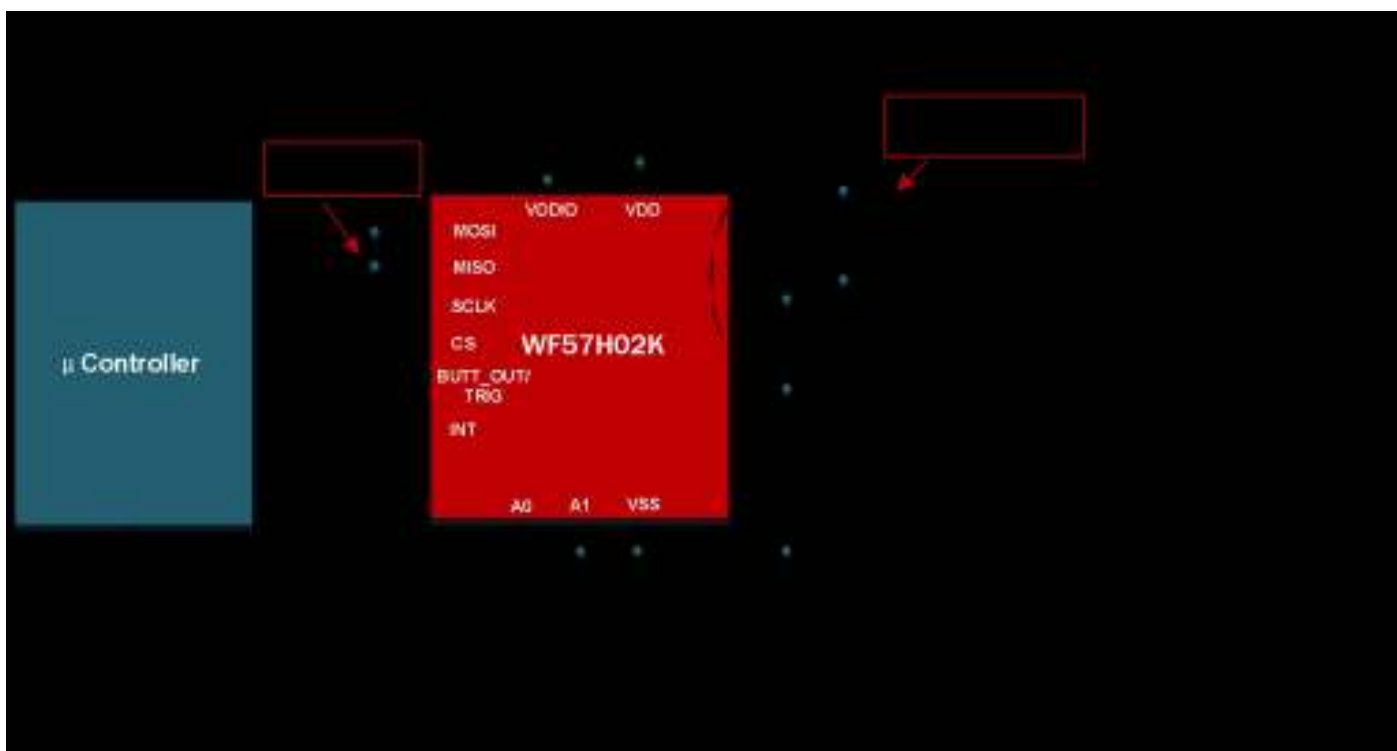 VDDIO VDD
MOSI
MISO
SCLK
μ Controller
CS WF57H02K
BUTT_OUT/
TRIG
INT
A0 A1 VSS